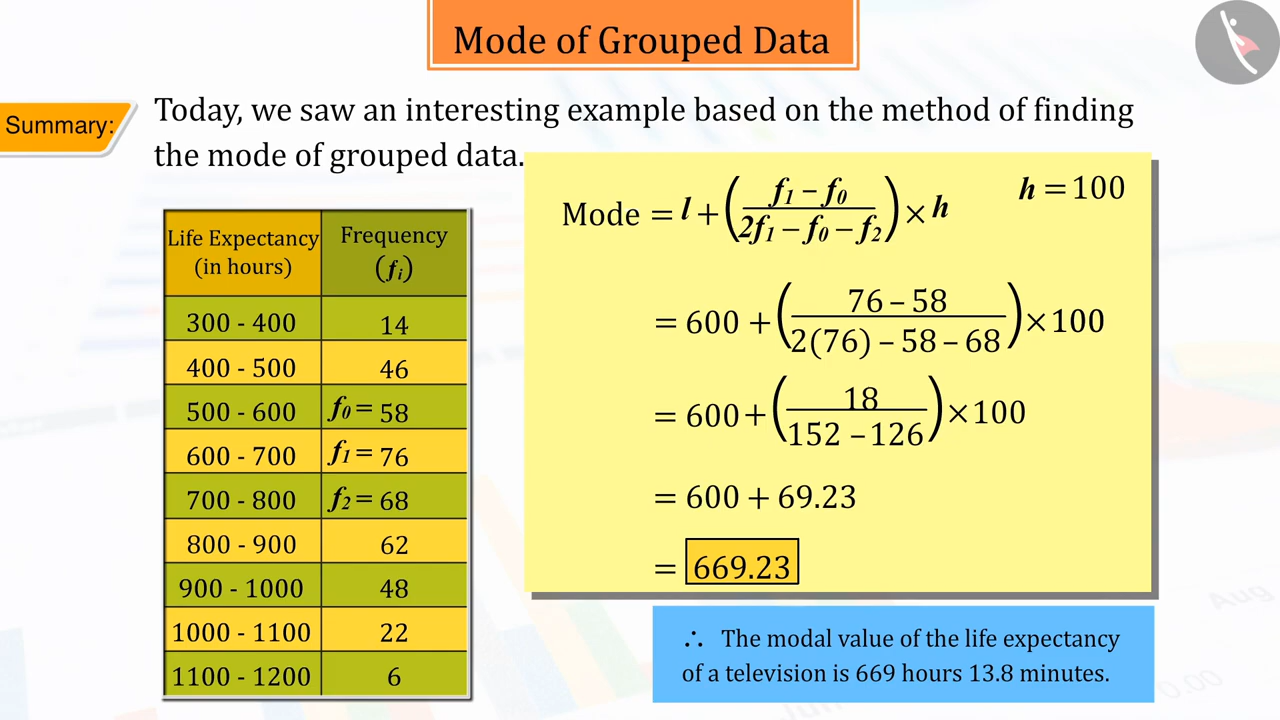 Mode of Grouped Data
Summary:
Today, we saw an interesting example based on the method of finding
the mode of grouped data.
Life Expectancy (in hours) | Frequency (fᵢ)
300 - 400 | 14
400 - 500 | 46
500 - 600 | f₀ = 58
600 - 700 | f₁ = 76
700 - 800 | f₂ = 68
800 - 900 | 62
900 - 1000 | 48
1000 - 1100 | 22
1100 - 1200 | 6
Mode = l + ((f₁ – f₀) / (2f₁ – f₀ – f₂)) × h
h = 100
= 600 + ((76 – 58) / (2(76) – 58 – 68)) × 100
= 600 + (18 / (152 – 126)) × 100
= 600 + 69.23
= 669.23
∴ The modal value of the life expectancy
of a television is 669 hours 13.8 minutes.